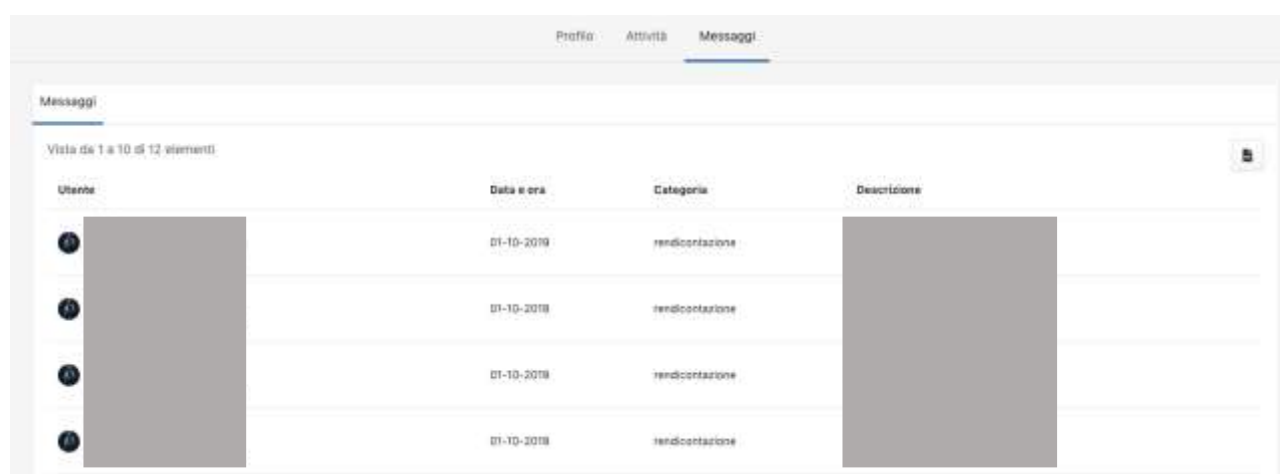 Profilo Attività Messaggi
Messaggi
Vista da 1 a 10 di 12 elementi
Utente Data e ora Categoria Descrizione
01-10-2019 rendicontazione
01-10-2019 rendicontazione
01-10-2019 rendicontazione
01-10-2019 rendicontazione